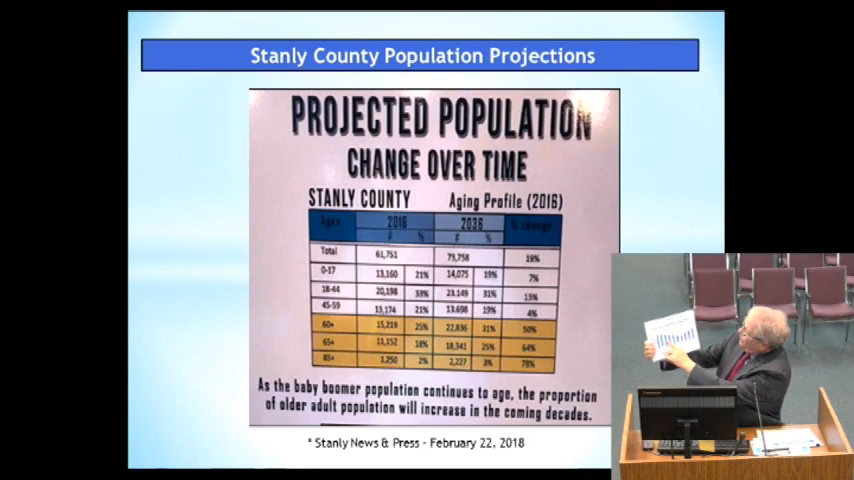 Stanly County Population Projections
PROJECTED POPULATION
CHANGE OVER TIME
STANLY COUNTY Aging Profile (2016)
Ages 2016 2036 % change
# % # %
Total 61,751 73,758 19%
0-17 13,160 21% 14,075 19% 7%
18-44 20,198 33% 23,149 31% 15%
45-59 13,174 21% 13,698 19% 4%
60+ 15,219 25% 22,836 31% 50%
65+ 11,152 18% 18,341 25% 64%
85+ 1,250 2% 2,227 3% 78%
As the baby boomer population continues to age, the proportion
of older adult population will increase in the coming decades.
* Stanly News & Press - February 22, 2018